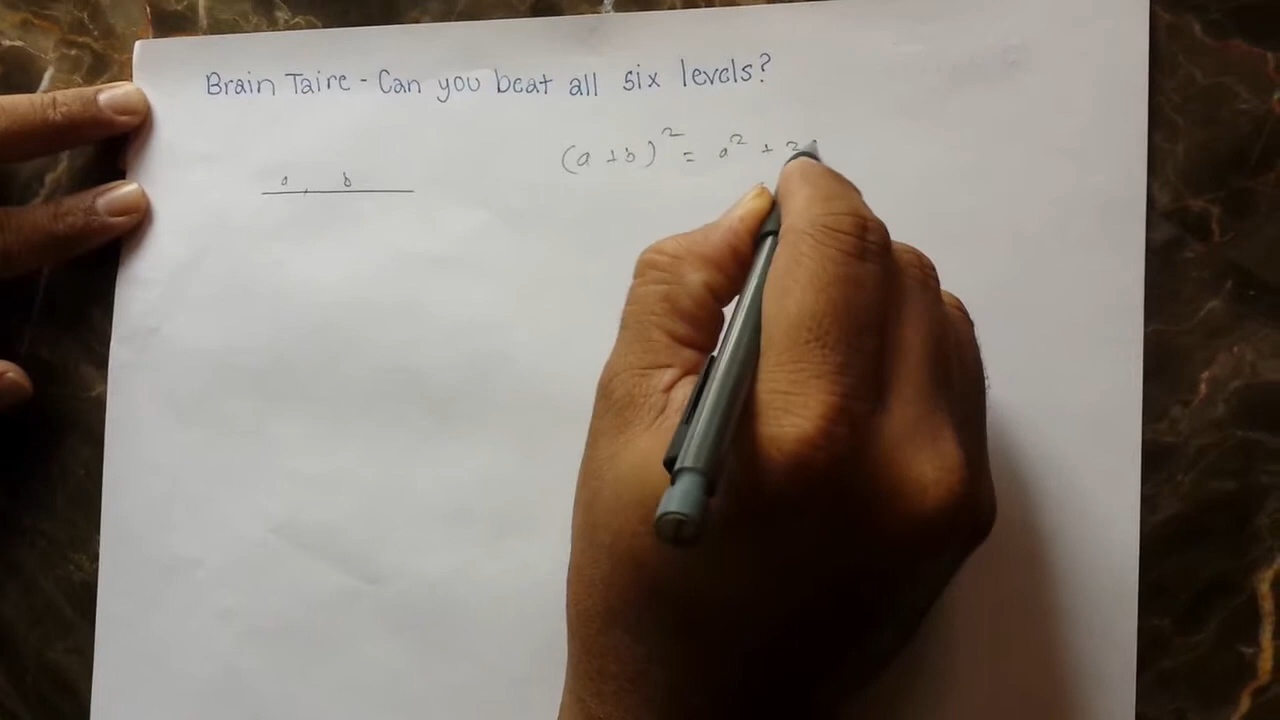 Brain Taire - Can you beat all six levels?
(a + b)² = a² + 2
a b